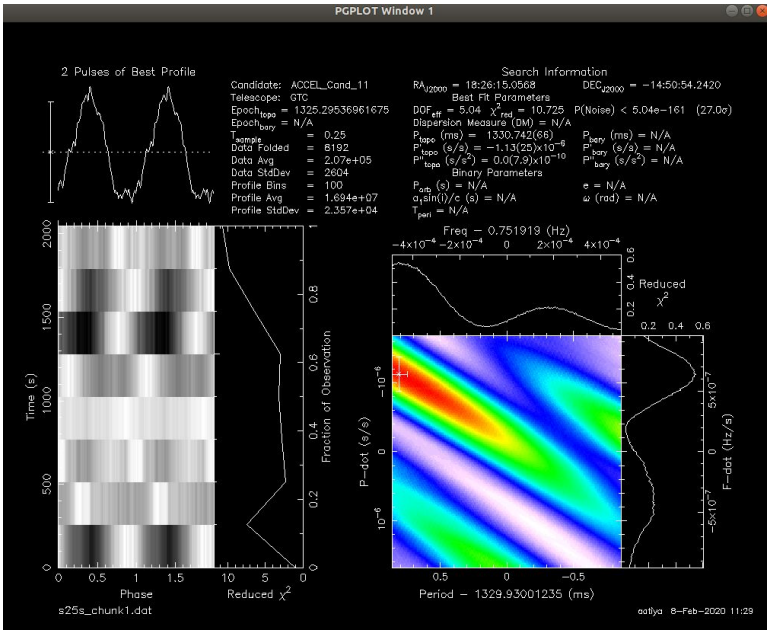 PGPLOT Window 1
2 Pulses of Best Profile
Candidate: ACCEL_Cand_11
Telescope: GTC
Epoch_topo = 1325.29536961675
Epoch_bary = N/A
T_sample = 0.25
Data Folded = 8192
Data Avg = 2.07e+05
Data StdDev = 2604
Profile Bins = 100
Profile Avg = 1.694e+07
Profile StdDev = 2.357e+04
Search Information
RA_J2000 = 18:26:15.0568 DEC_J2000 = −14:50:54.2420
Best Fit Parameters
DOF_eff = 5.04 χ²_red = 10.725 P(Noise) < 5.04e−161 (27.0σ)
Dispersion Measure (DM) = N/A
P_topo (ms) = 1330.742(66) P_bary (ms) = N/A
P'_topo (s/s) = −1.13(25)×10⁻⁶ P'_bary (s/s) = N/A
P''_topo (s/s²) = 0.0(7.9)×10⁻¹⁰ P''_bary (s/s²) = N/A
Binary Parameters
P_orb (s) = N/A e = N/A
a₁sin(i)/c (s) = N/A ω (rad) = N/A
T_peri = N/A
Time (s)
0 500 1000 1500 2000
0 0.5 1 1.5
Phase
Fraction of Observation
0 0.2 0.4 0.6 0.8 1
10 5 0
Reduced χ²
Freq − 0.751919 (Hz)
−4×10⁻⁴ −2×10⁻⁴ 0 2×10⁻⁴ 4×10⁻⁴
0 0.2 0.4 0.6
Reduced χ²
0.2 0.4 0.6
P-dot (s/s)
−10⁻⁶ 0 10⁻⁶
F-dot (Hz/s)
5×10⁻⁷ 0 −5×10⁻⁷
0.5 0 −0.5
Period − 1329.93001235 (ms)
s25s_chunk1.dat
aatlya 8−Feb−2020 11:29